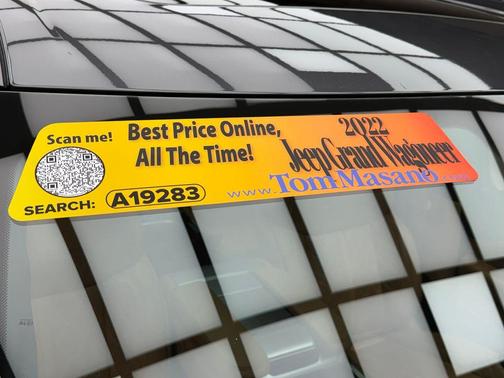 Scan me!
Best Price Online,
All The Time!
SEARCH: A19283
2022
Jeep Grand Wagoneer
www.TomMasano.com